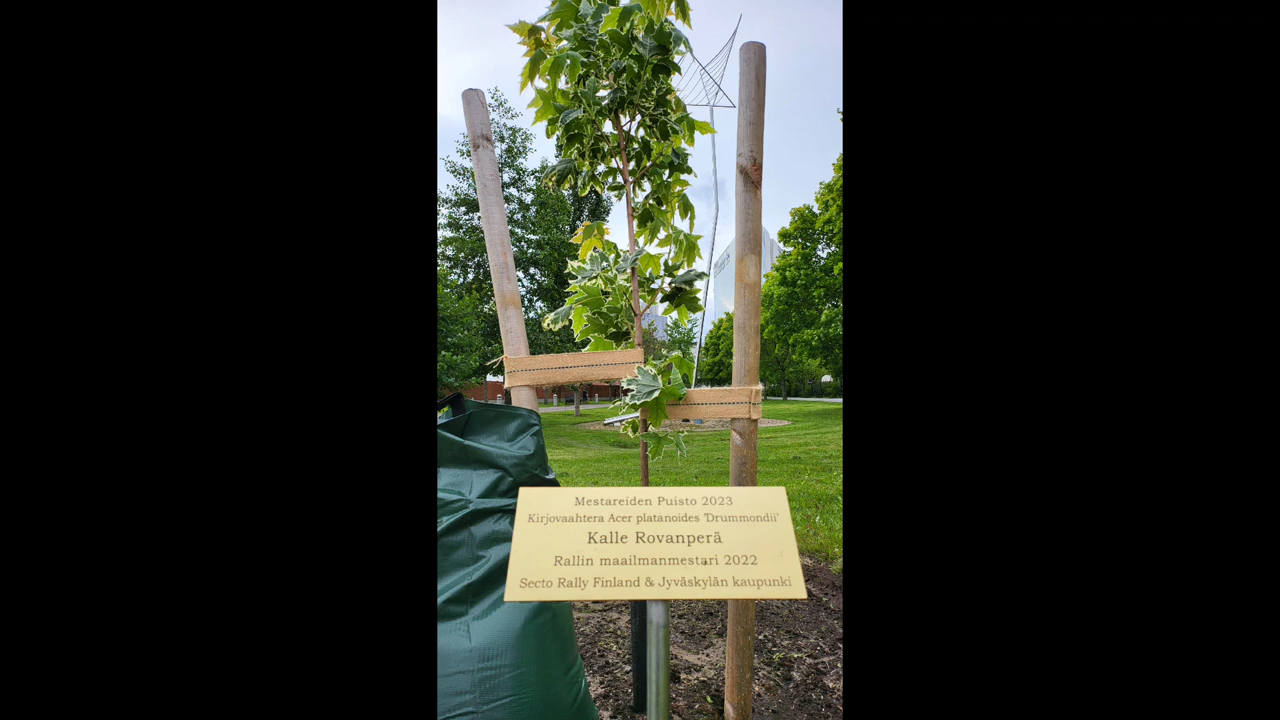 Mestareiden Puisto 2023
Kirjovaahtera Acer platanoides 'Drummondii'
Kalle Rovanperä
Rallin maailmanmestari 2022
Secto Rally Finland & Jyväskylän kaupunki